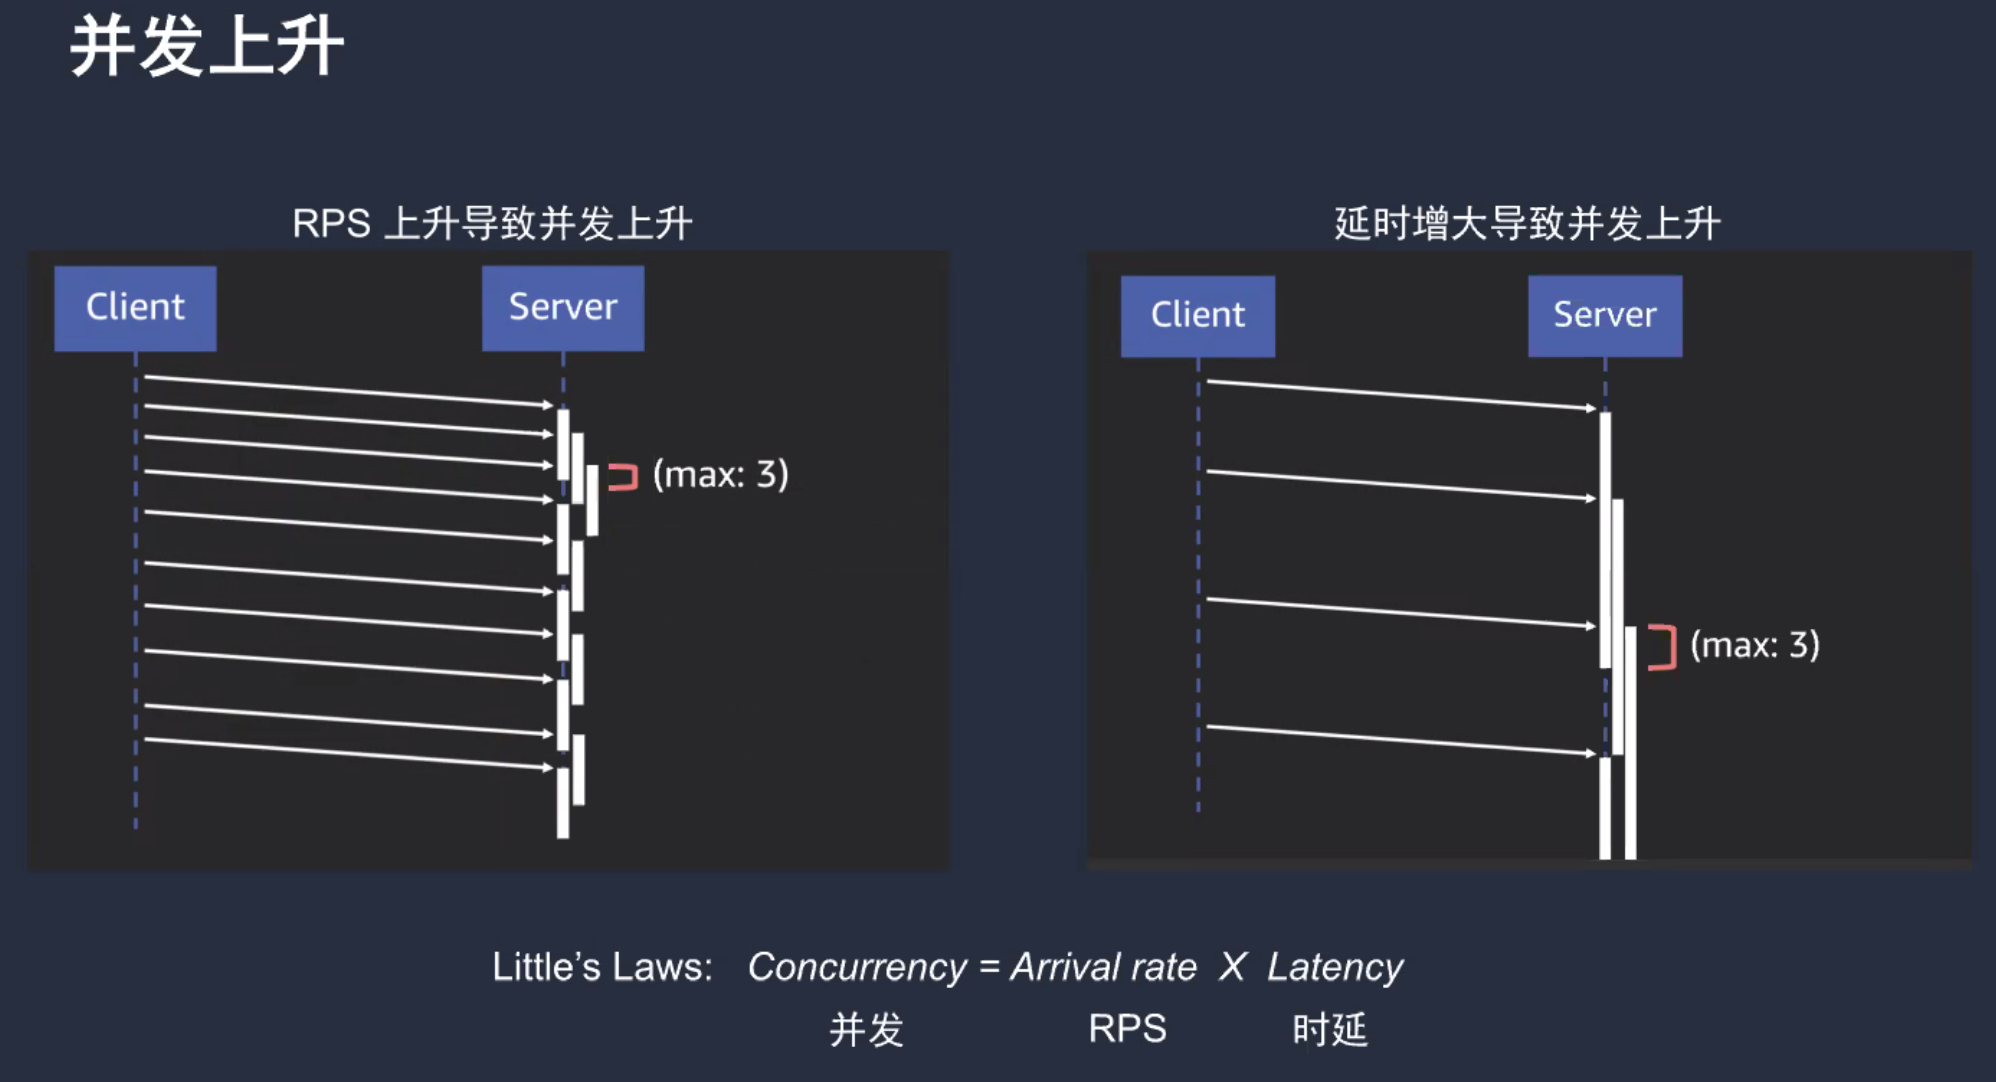 并发上升
RPS 上升导致并发上升
Client
Server
(max: 3)
延时增大导致并发上升
Client
Server
(max: 3)
Little’s Laws: Concurrency = Arrival rate X Latency
并发 RPS 时延